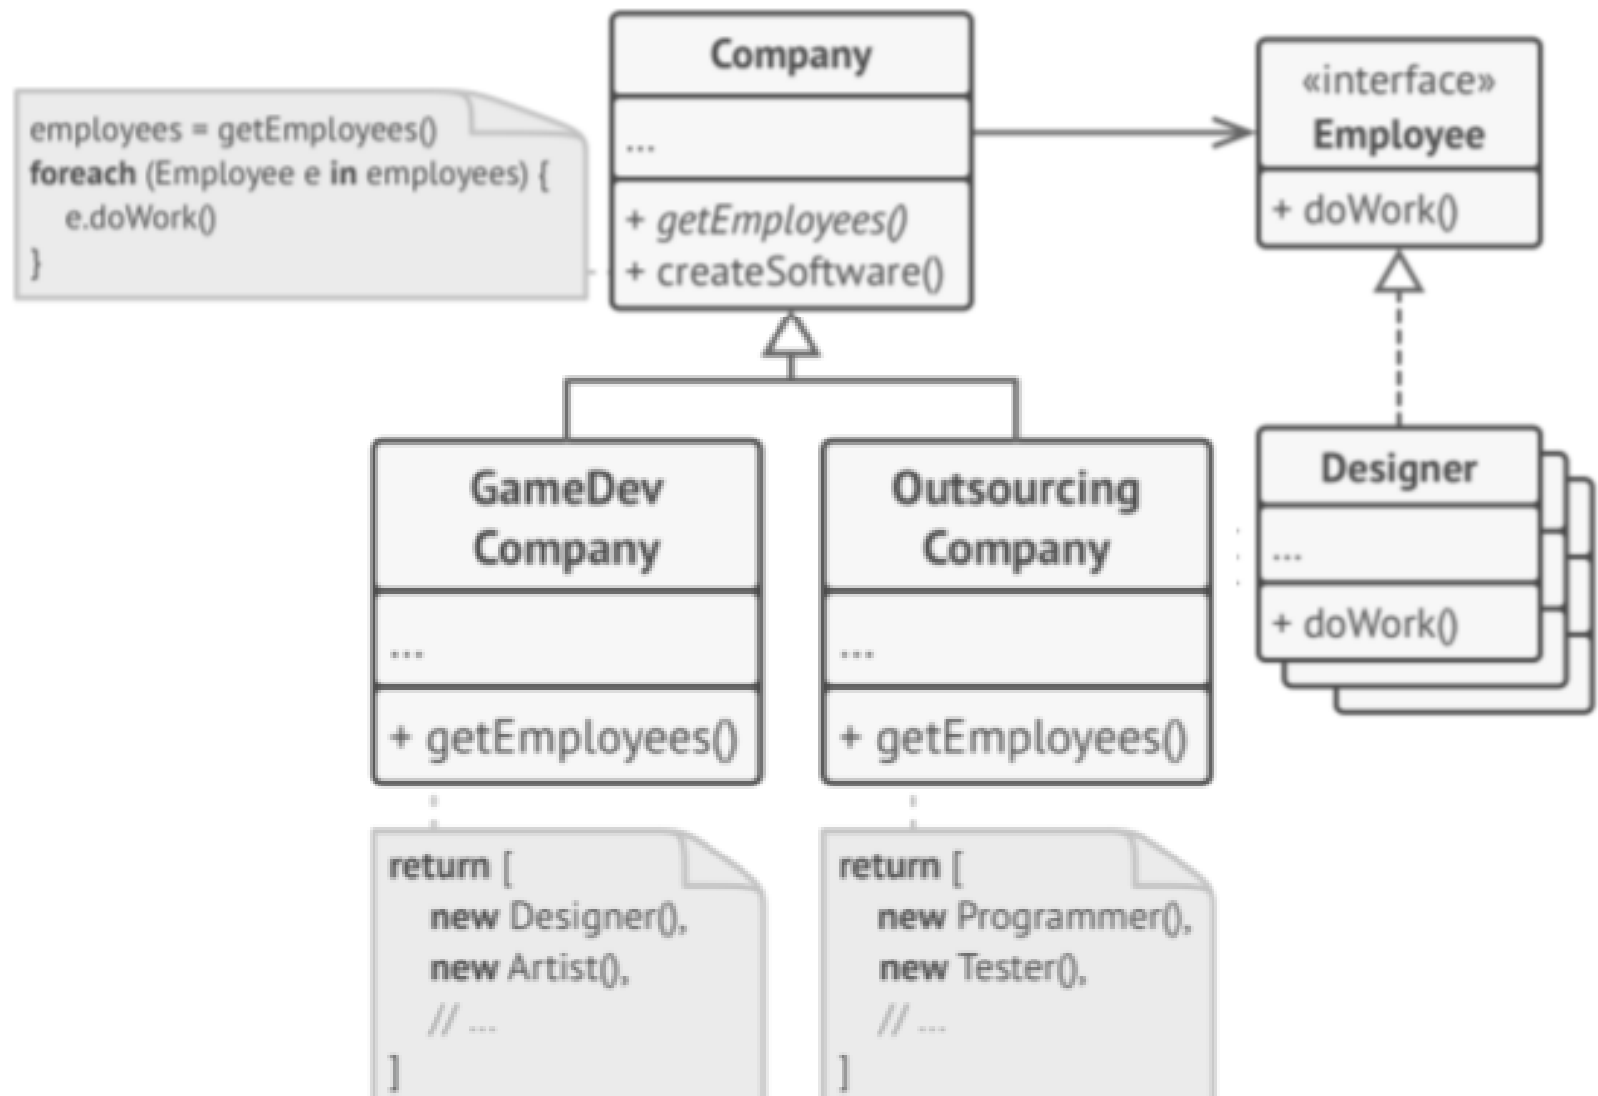 Company
...
+ getEmployees()
+ createSoftware()
«interface»
Employee
+ doWork()
employees = getEmployees()
foreach (Employee e in employees) {
e.doWork()
}
GameDev
Company
...
+ getEmployees()
Outsourcing
Company
...
+ getEmployees()
Designer
...
+ doWork()
return [
new Designer(),
new Artist(),
// ...
]
return [
new Programmer(),
new Tester(),
// ...
]